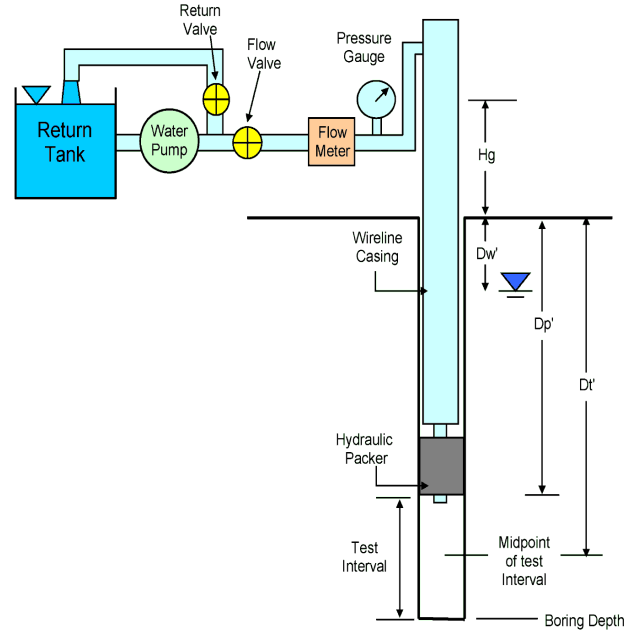 Return
Valve
Flow
Valve
Pressure
Gauge
Return
Tank
Water
Pump
Flow
Meter
Hg
Wireline
Casing
Dw'
Dp'
Dt'
Hydraulic
Packer
Test
Interval
Midpoint
of test
Interval
Boring Depth